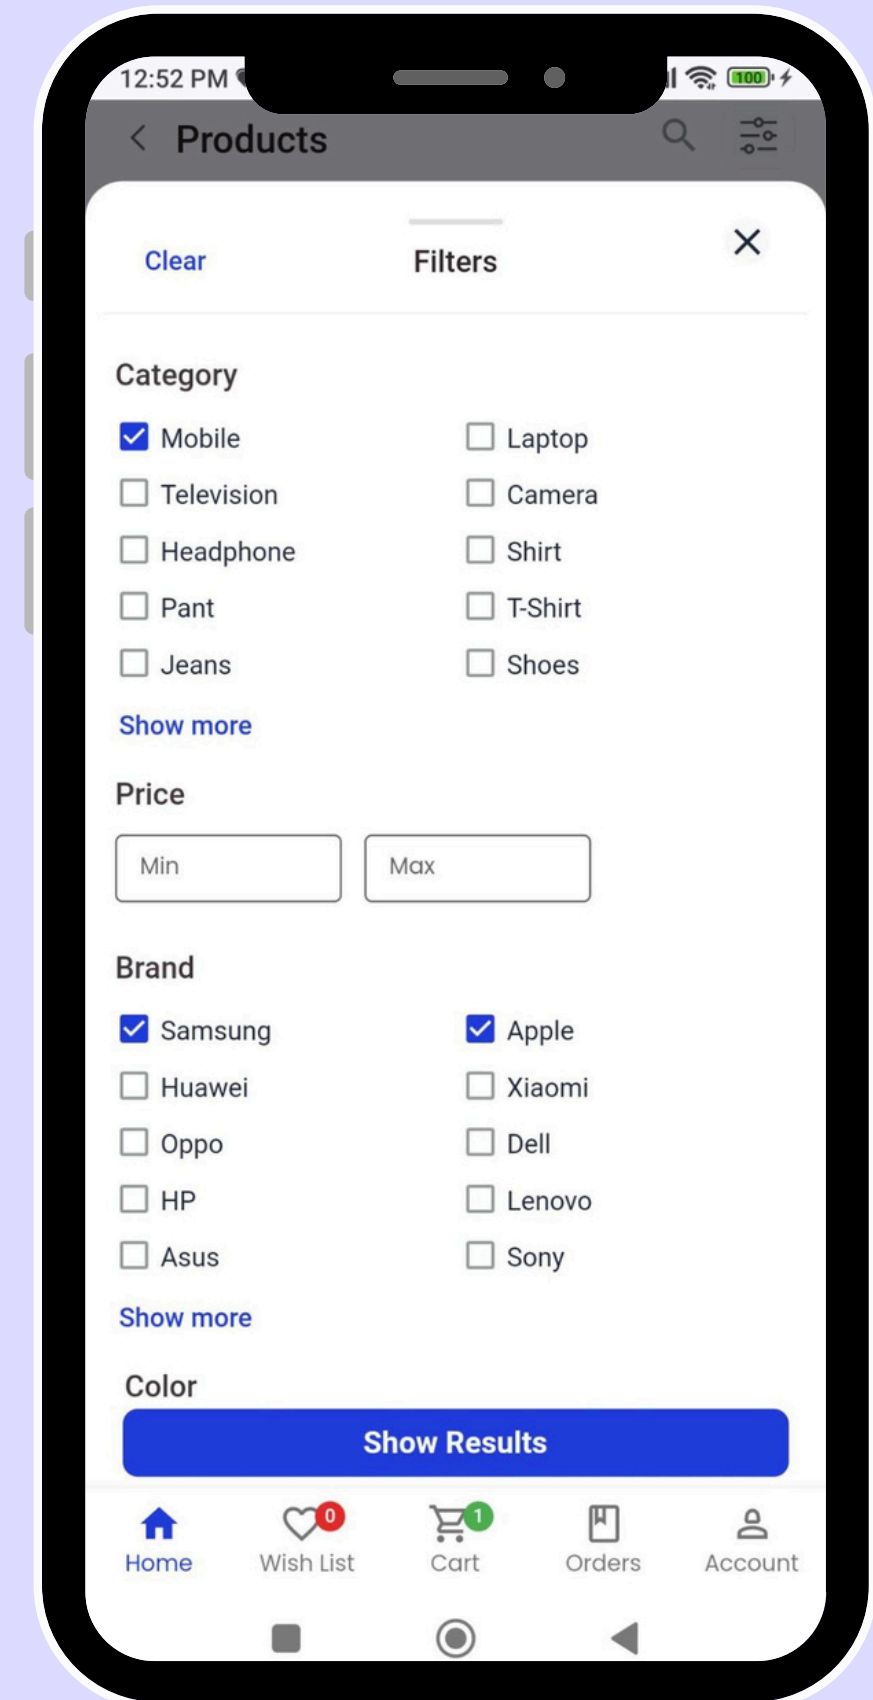 12:52 PM
100
Products
Clear
Filters
Category
Mobile
Laptop
Television
Camera
Headphone
Shirt
Pant
T-Shirt
Jeans
Shoes
Show more
Price
Min
Max
Brand
Samsung
Apple
Huawei
Xiaomi
Oppo
Dell
HP
Lenovo
Asus
Sony
Show more
Color
Show Results
0
1
Home
Wish List
Cart
Orders
Account